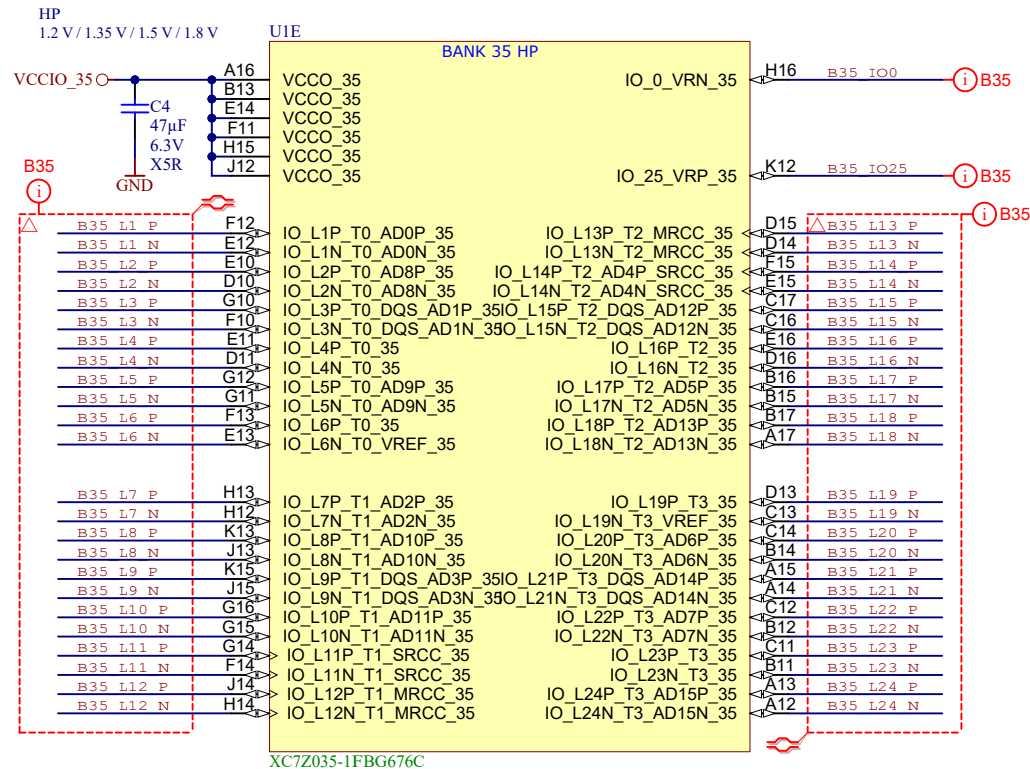 HP
1.2 V / 1.35 V / 1.5 V / 1.8 V
U1E
BANK 35 HP
VCCIO_35
A16 VCCO_35
B13 VCCO_35
E14 VCCO_35
F11 VCCO_35
H15 VCCO_35
J12 VCCO_35
C4
47µF
6.3V
X5R
GND
IO_0_VRN_35 H16 B35_IO0 i B35
IO_25_VRP_35 K12 B35_IO25 i B35
B35
i
i B35
B35_L1_P F12 IO_L1P_T0_AD0P_35
B35_L1_N E12 IO_L1N_T0_AD0N_35
B35_L2_P E10 IO_L2P_T0_AD8P_35
B35_L2_N D10 IO_L2N_T0_AD8N_35
B35_L3_P G10 IO_L3P_T0_DQS_AD1P_35
B35_L3_N F10 IO_L3N_T0_DQS_AD1N_35
B35_L4_P E11 IO_L4P_T0_35
B35_L4_N D11 IO_L4N_T0_35
B35_L5_P G12 IO_L5P_T0_AD9P_35
B35_L5_N G11 IO_L5N_T0_AD9N_35
B35_L6_P F13 IO_L6P_T0_35
B35_L6_N E13 IO_L6N_T0_VREF_35
B35_L7_P H13 IO_L7P_T1_AD2P_35
B35_L7_N H12 IO_L7N_T1_AD2N_35
B35_L8_P K13 IO_L8P_T1_AD10P_35
B35_L8_N J13 IO_L8N_T1_AD10N_35
B35_L9_P K15 IO_L9P_T1_DQS_AD3P_35
B35_L9_N J15 IO_L9N_T1_DQS_AD3N_35
B35_L10_P G16 IO_L10P_T1_AD11P_35
B35_L10_N G15 IO_L10N_T1_AD11N_35
B35_L11_P G14 IO_L11P_T1_SRCC_35
B35_L11_N F14 IO_L11N_T1_SRCC_35
B35_L12_P J14 IO_L12P_T1_MRCC_35
B35_L12_N H14 IO_L12N_T1_MRCC_35
IO_L13P_T2_MRCC_35 D15 B35_L13_P
IO_L13N_T2_MRCC_35 D14 B35_L13_N
IO_L14P_T2_AD4P_SRCC_35 F15 B35_L14_P
IO_L14N_T2_AD4N_SRCC_35 E15 B35_L14_N
IO_L15P_T2_DQS_AD12P_35 C17 B35_L15_P
IO_L15N_T2_DQS_AD12N_35 C16 B35_L15_N
IO_L16P_T2_35 E16 B35_L16_P
IO_L16N_T2_35 D16 B35_L16_N
IO_L17P_T2_AD5P_35 B16 B35_L17_P
IO_L17N_T2_AD5N_35 B15 B35_L17_N
IO_L18P_T2_AD13P_35 B17 B35_L18_P
IO_L18N_T2_AD13N_35 A17 B35_L18_N
IO_L19P_T3_35 D13 B35_L19_P
IO_L19N_T3_VREF_35 C13 B35_L19_N
IO_L20P_T3_AD6P_35 C14 B35_L20_P
IO_L20N_T3_AD6N_35 B14 B35_L20_N
IO_L21P_T3_DQS_AD14P_35 A15 B35_L21_P
IO_L21N_T3_DQS_AD14N_35 A14 B35_L21_N
IO_L22P_T3_AD7P_35 C12 B35_L22_P
IO_L22N_T3_AD7N_35 B12 B35_L22_N
IO_L23P_T3_35 C11 B35_L23_P
IO_L23N_T3_35 B11 B35_L23_N
IO_L24P_T3_AD15P_35 A13 B35_L24_P
IO_L24N_T3_AD15N_35 A12 B35_L24_N
XC7Z035-1FBG676C